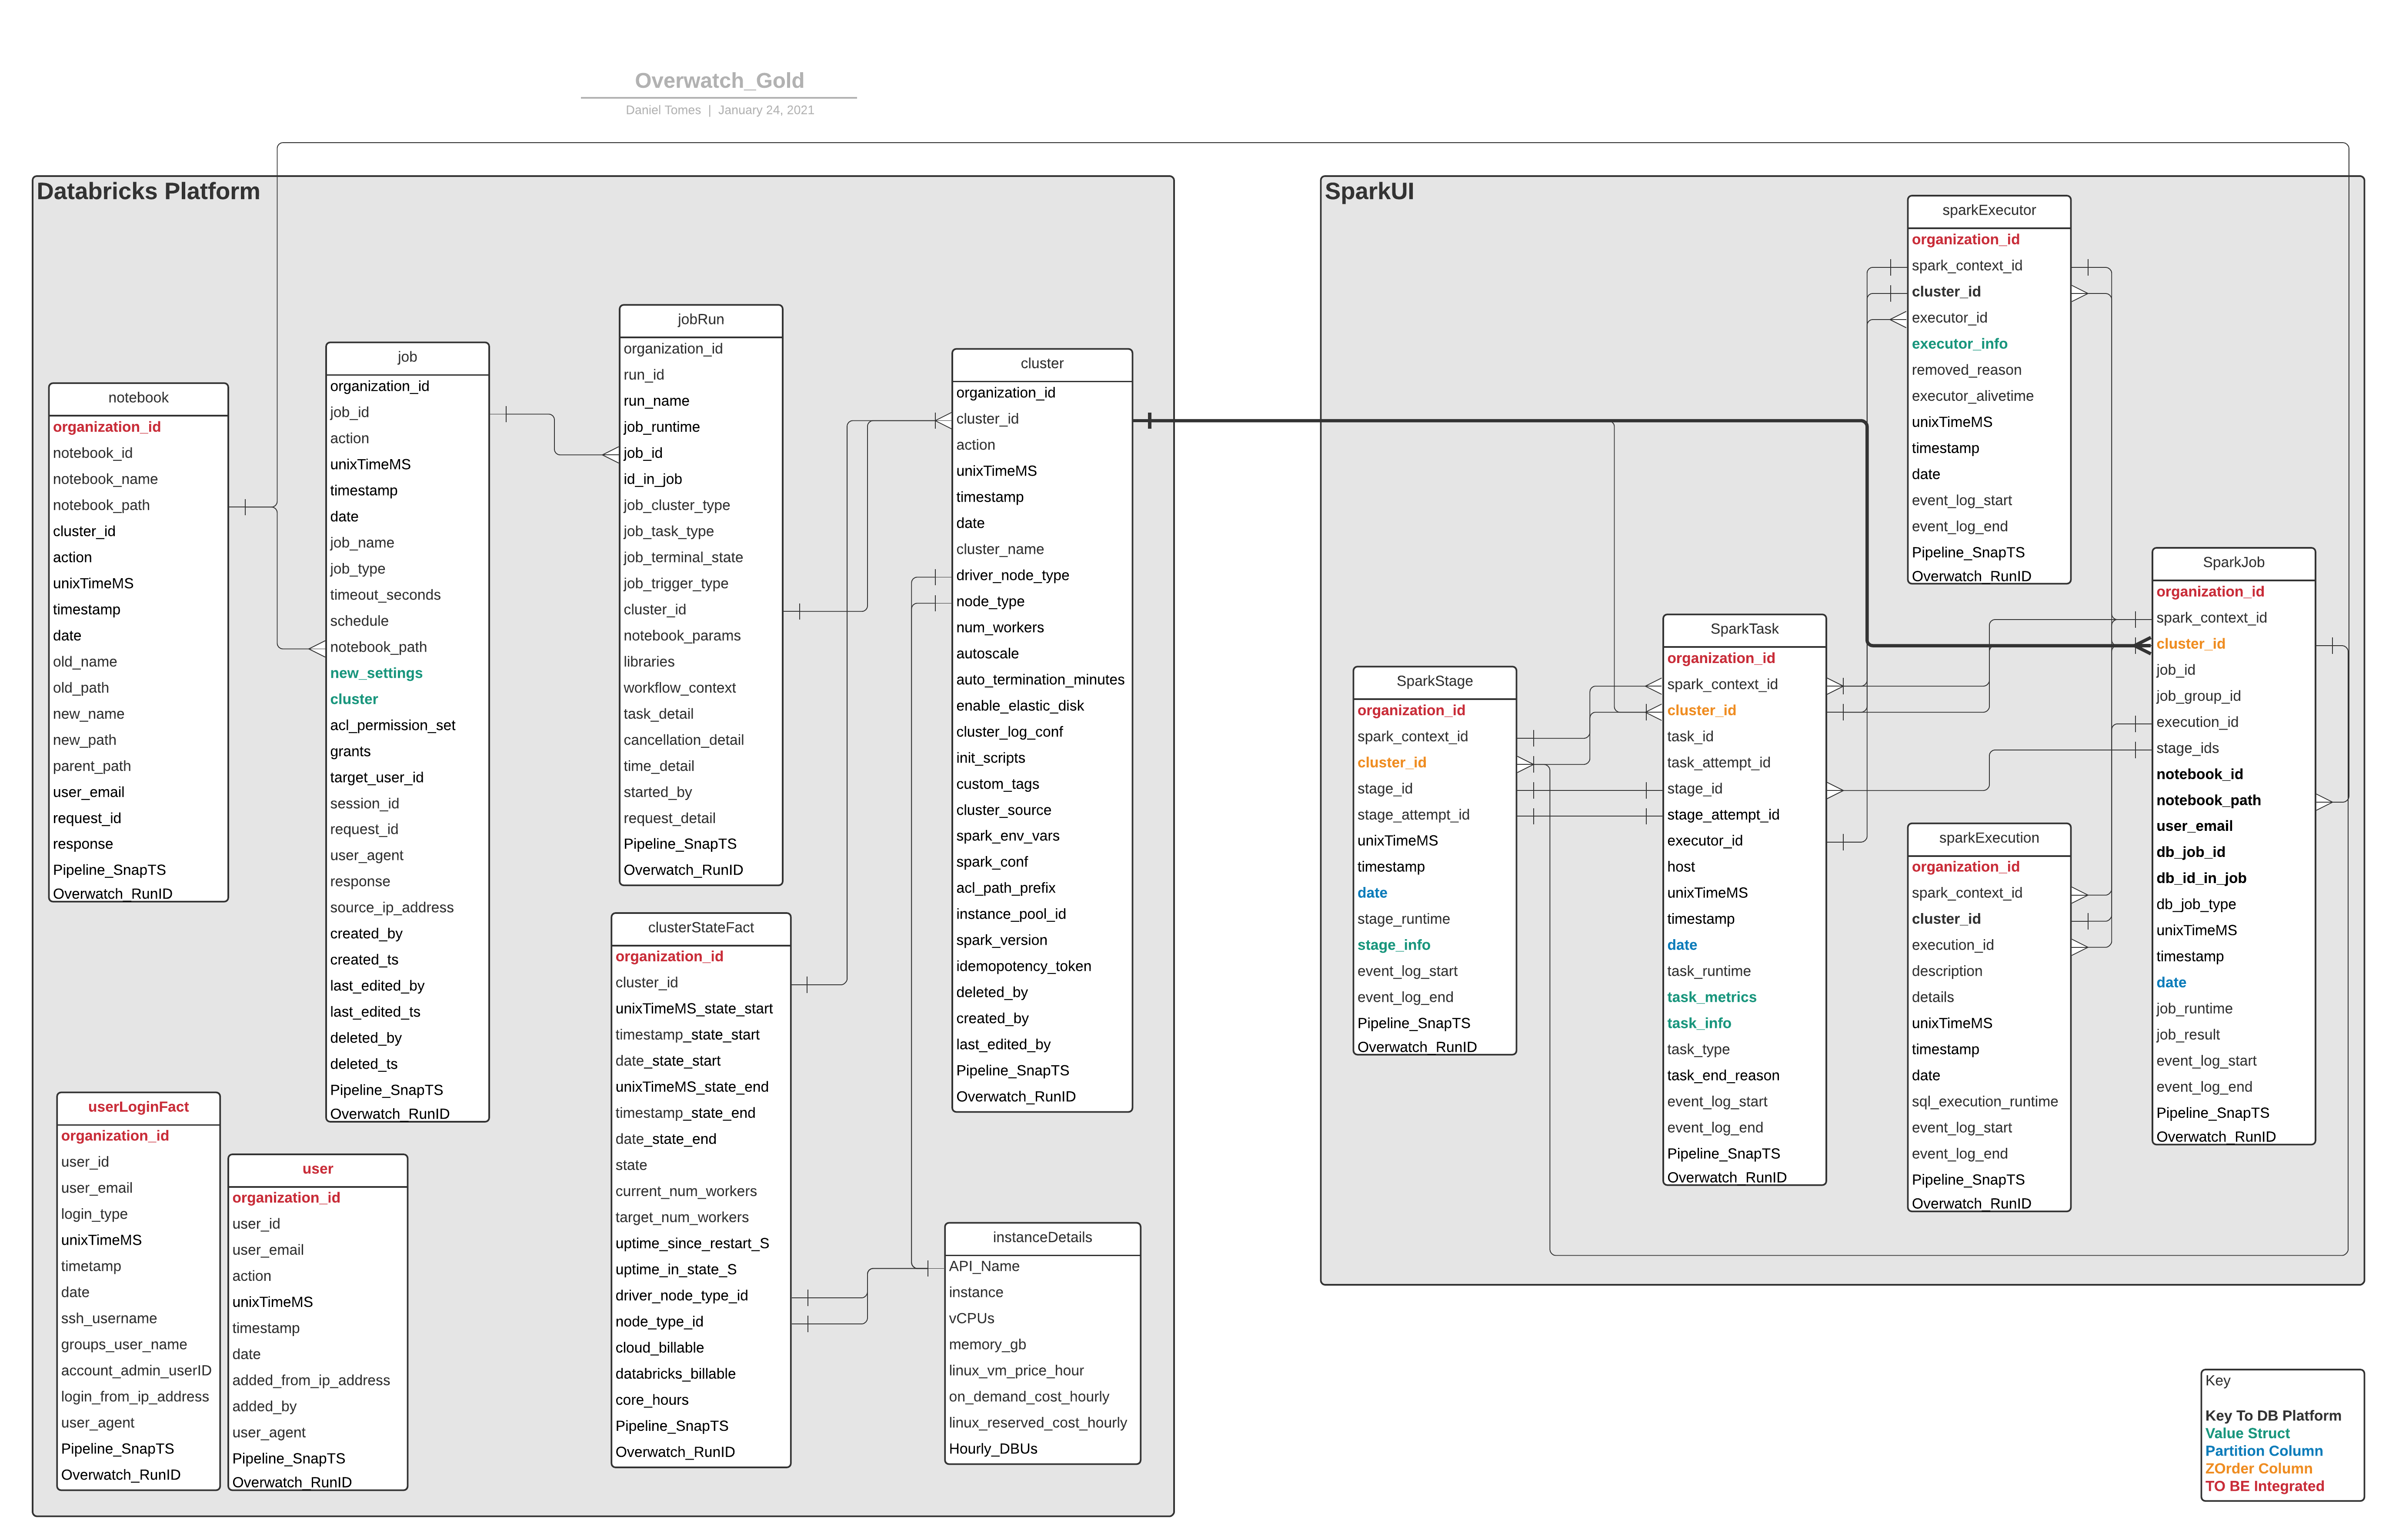 Overwatch_Gold
Daniel Tomes | January 24, 2021
Databricks Platform
notebook
organization_id
notebook_id
notebook_name
notebook_path
cluster_id
action
unixTimeMS
timestamp
date
old_name
old_path
new_name
new_path
parent_path
user_email
request_id
response
Pipeline_SnapTS
Overwatch_RunID
job
organization_id
job_id
action
unixTimeMS
timestamp
date
job_name
job_type
timeout_seconds
schedule
notebook_path
new_settings
cluster
acl_permission_set
grants
target_user_id
session_id
request_id
user_agent
response
source_ip_address
created_by
created_ts
last_edited_by
last_edited_ts
deleted_by
deleted_ts
Pipeline_SnapTS
Overwatch_RunID
jobRun
organization_id
run_id
run_name
job_runtime
job_id
id_in_job
job_cluster_type
job_task_type
job_terminal_state
job_trigger_type
cluster_id
notebook_params
libraries
workflow_context
task_detail
cancellation_detail
time_detail
started_by
request_detail
Pipeline_SnapTS
Overwatch_RunID
cluster
organization_id
cluster_id
action
unixTimeMS
timestamp
date
cluster_name
driver_node_type
node_type
num_workers
autoscale
auto_termination_minutes
enable_elastic_disk
cluster_log_conf
init_scripts
custom_tags
cluster_source
spark_env_vars
spark_conf
acl_path_prefix
instance_pool_id
spark_version
idemopotency_token
deleted_by
created_by
last_edited_by
Pipeline_SnapTS
Overwatch_RunID
userLoginFact
organization_id
user_id
user_email
login_type
unixTimeMS
timetamp
date
ssh_username
groups_user_name
account_admin_userID
login_from_ip_address
user_agent
Pipeline_SnapTS
Overwatch_RunID
user
organization_id
user_id
user_email
action
unixTimeMS
timestamp
date
added_from_ip_address
added_by
user_agent
Pipeline_SnapTS
Overwatch_RunID
clusterStateFact
organization_id
cluster_id
unixTimeMS_state_start
timestamp_state_start
date_state_start
unixTimeMS_state_end
timestamp_state_end
date_state_end
state
current_num_workers
target_num_workers
uptime_since_restart_S
uptime_in_state_S
driver_node_type_id
node_type_id
cloud_billable
databricks_billable
core_hours
Pipeline_SnapTS
Overwatch_RunID
instanceDetails
API_Name
instance
vCPUs
memory_gb
linux_vm_price_hour
on_demand_cost_hourly
linux_reserved_cost_hourly
Hourly_DBUs
SparkUI
SparkStage
organization_id
spark_context_id
cluster_id
stage_id
stage_attempt_id
unixTimeMS
timestamp
date
stage_runtime
stage_info
event_log_start
event_log_end
Pipeline_SnapTS
Overwatch_RunID
SparkTask
organization_id
spark_context_id
cluster_id
task_id
task_attempt_id
stage_id
stage_attempt_id
executor_id
host
unixTimeMS
timestamp
date
task_runtime
task_metrics
task_info
task_type
task_end_reason
event_log_start
event_log_end
Pipeline_SnapTS
Overwatch_RunID
sparkExecutor
organization_id
spark_context_id
cluster_id
executor_id
executor_info
removed_reason
executor_alivetime
unixTimeMS
timestamp
date
event_log_start
event_log_end
Pipeline_SnapTS
Overwatch_RunID
sparkExecution
organization_id
spark_context_id
cluster_id
execution_id
description
details
unixTimeMS
timestamp
date
sql_execution_runtime
event_log_start
event_log_end
Pipeline_SnapTS
Overwatch_RunID
SparkJob
organization_id
spark_context_id
cluster_id
job_id
job_group_id
execution_id
stage_ids
notebook_id
notebook_path
user_email
db_job_id
db_id_in_job
db_job_type
unixTimeMS
timestamp
date
job_runtime
job_result
event_log_start
event_log_end
Pipeline_SnapTS
Overwatch_RunID
Key
Key To DB Platform
Value Struct
Partition Column
ZOrder Column
TO BE Integrated